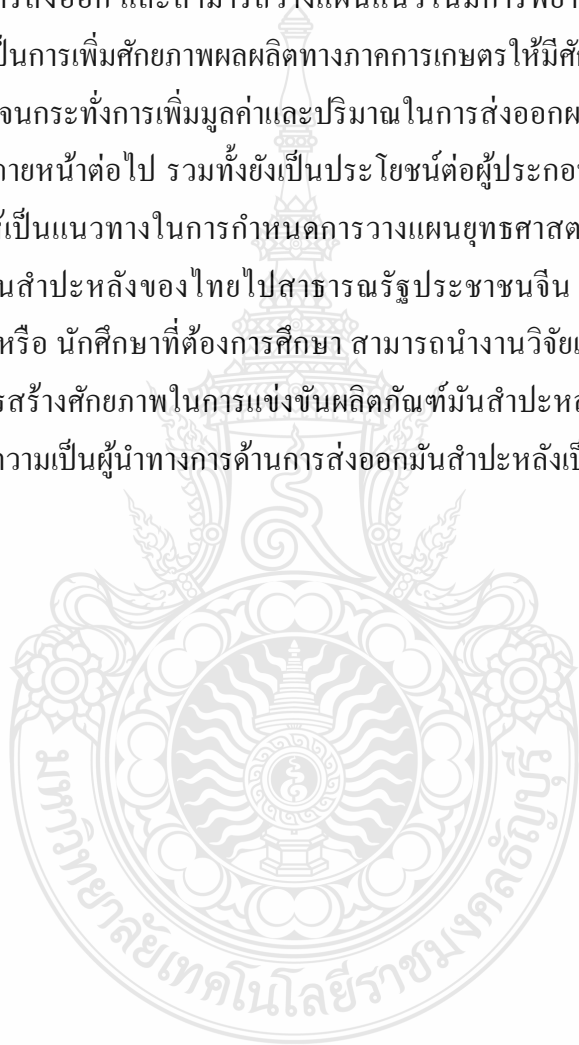 ารส่งออก และสามารถวางแผนแนวโน้มการพยา
ป็นการเพิ่มศักยภาพผลผลิตทางภาคการเกษตรให้มีศัก
จนกระทั่งการเพิ่มมูลค่าและปริมาณในการส่งออกผ
ายหน้าต่อไป รวมทั้งยังเป็นประโยชน์ต่อผู้ประกอบ
ช้เป็นแนวทางในการกำหนดการวางแผนยุทธศาสต
นสำปะหลังของไทยไปสาธารณรัฐประชาชนจีน
หรือ นักศึกษาที่ต้องการศึกษา สามารถนำงานวิจัยเ
รสร้างศักยภาพในการแข่งขันผลิตภัณฑ์มันสำปะหล
ความเป็นผู้นำทางการด้านการส่งออกมันสำปะหลังเป็
มหาวิทยาลัยเทคโนโลยีราชมงคลธัญบุรี